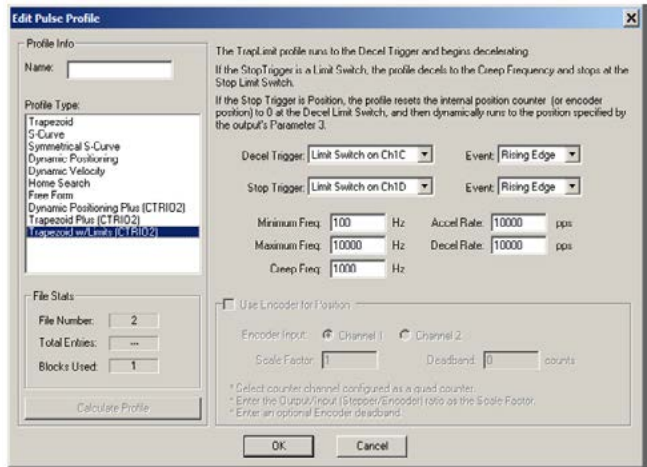 Edit Pulse Profile
Profile Info
Name:
Profile Type:
Trapezoid
S-Curve
Symmetrical S-Curve
Dynamic Positioning
Dynamic Velocity
Home Search
Free Form
Dynamic Positioning Plus (CTRIO2)
Trapezoid Plus (CTRIO2)
Trapezoid w/Limits (CTRIO2)
File Stats
File Number: 2
Total Entries: ---
Blocks Used: 1
Calculate Profile
The TrapLimit profile runs to the Decel Trigger and begins decelerating.
If the StopTrigger is a Limit Switch, the profile decels to the Creep Frequency and stops at the
Stop Limit Switch.
If the Stop Trigger is Position, the profile resets the internal position counter (or encoder
position) to 0 at the Decel Limit Switch, and then dynamically runs to the position specified by
the output's Parameter 3.
Decel Trigger: Limit Switch on Ch1C Event: Rising Edge
Stop Trigger: Limit Switch on Ch1D Event: Rising Edge
Minimum Freq: 100 Hz Accel Rate: 10000 pps
Maximum Freq: 10000 Hz Decel Rate: 10000 pps
Creep Freq: 1000 Hz
Use Encoder for Position
Encoder Input: Channel 1 Channel 2
Scale Factor: 1 Deadband: 0 counts
* Select counter channel configured as a quad counter.
* Enter the Output/Input (Stepper/Encoder) ratio as the Scale Factor.
* Enter an optional Encoder deadband.
OK Cancel